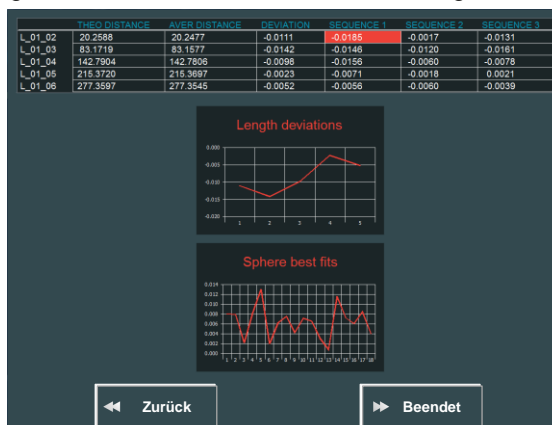 THEO DISTANCE AVER DISTANCE DEVIATION SEQUENCE 1 SEQUENCE 2 SEQUENCE 3
L_01_02 20.2588 20.2477 -0.0111 -0.0185 -0.0017 -0.0131
L_01_03 83.1719 83.1577 -0.0142 -0.0146 -0.0120 -0.0161
L_01_04 142.7904 142.7806 -0.0098 -0.0156 -0.0060 -0.0078
L_01_05 215.3720 215.3697 -0.0023 -0.0071 -0.0018 0.0021
L_01_06 277.3597 277.3545 -0.0052 -0.0056 -0.0060 -0.0039
Length deviations
0.000
-0.005
-0.010
-0.015
-0.020
1 2 3 4 5
Sphere best fits
0.014
0.012
0.010
0.008
0.006
0.004
0.002
0.000
1 2 3 4 5 6 7 8 9 10 11 12 13 14 15 16 17 18
Zurück
Beendet